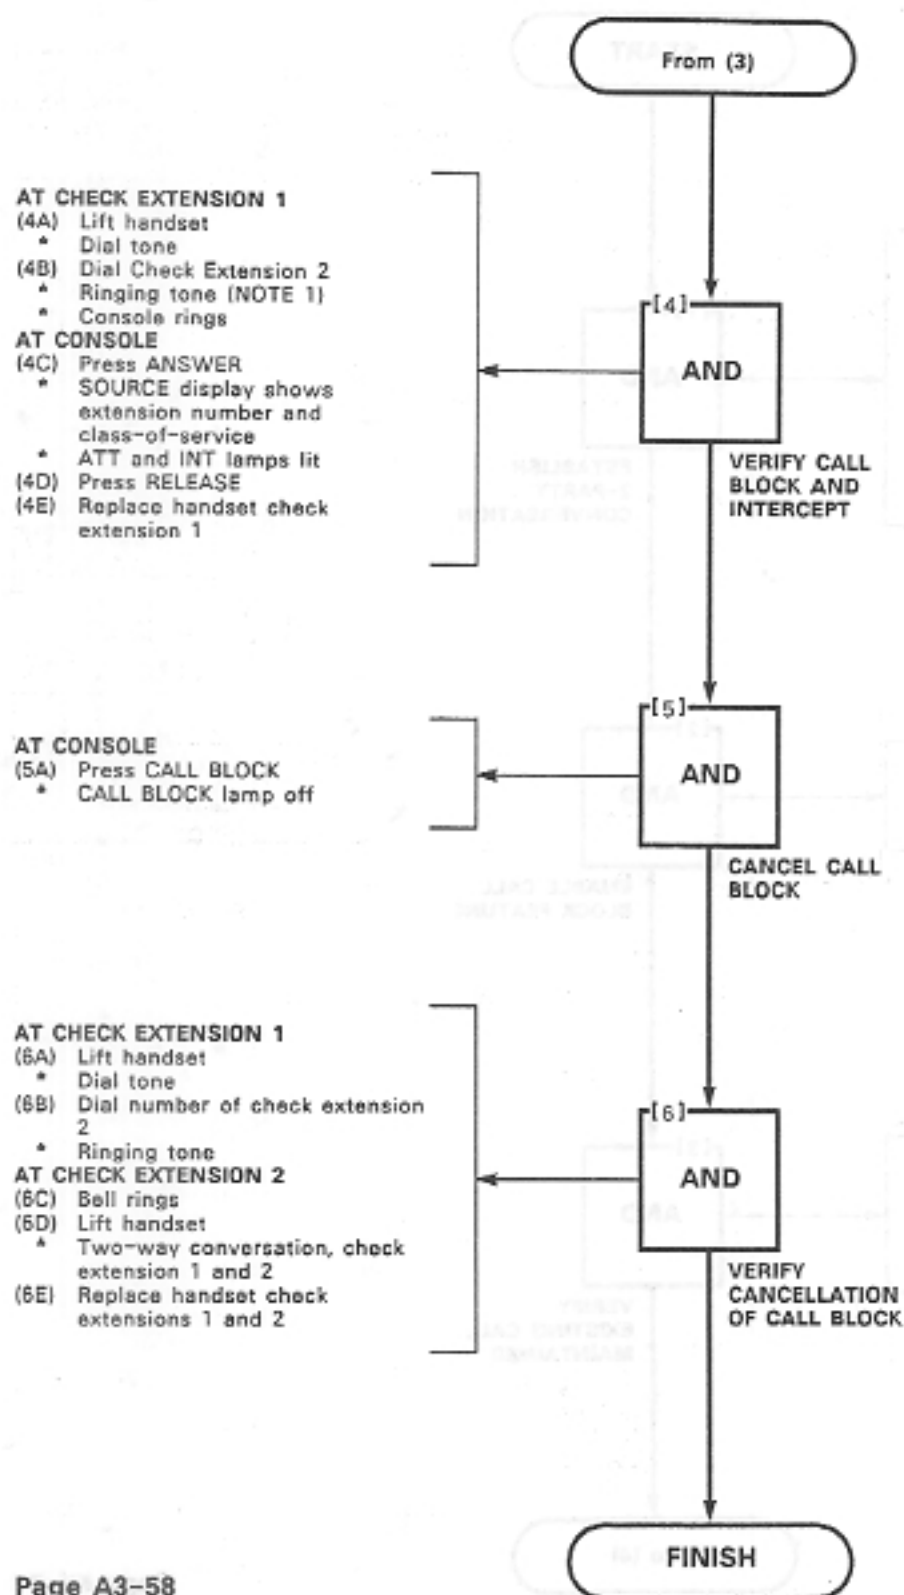 From (3)
AT CHECK EXTENSION 1
(4A) Lift handset
* Dial tone
(4B) Dial Check Extension 2
* Ringing tone (NOTE 1)
* Console rings
AT CONSOLE
(4C) Press ANSWER
* SOURCE display shows
extension number and
class-of-service
* ATT and INT lamps lit
(4D) Press RELEASE
(4E) Replace handset check
extension 1
[4]
AND
VERIFY CALL
BLOCK AND
INTERCEPT
AT CONSOLE
(5A) Press CALL BLOCK
* CALL BLOCK lamp off
[5]
AND
CANCEL CALL
BLOCK
AT CHECK EXTENSION 1
(6A) Lift handset
* Dial tone
(6B) Dial number of check extension
2
* Ringing tone
AT CHECK EXTENSION 2
(6C) Bell rings
(6D) Lift handset
* Two-way conversation, check
extension 1 and 2
(6E) Replace handset check
extensions 1 and 2
[6]
AND
VERIFY
CANCELLATION
OF CALL BLOCK
FINISH
Page A3-58